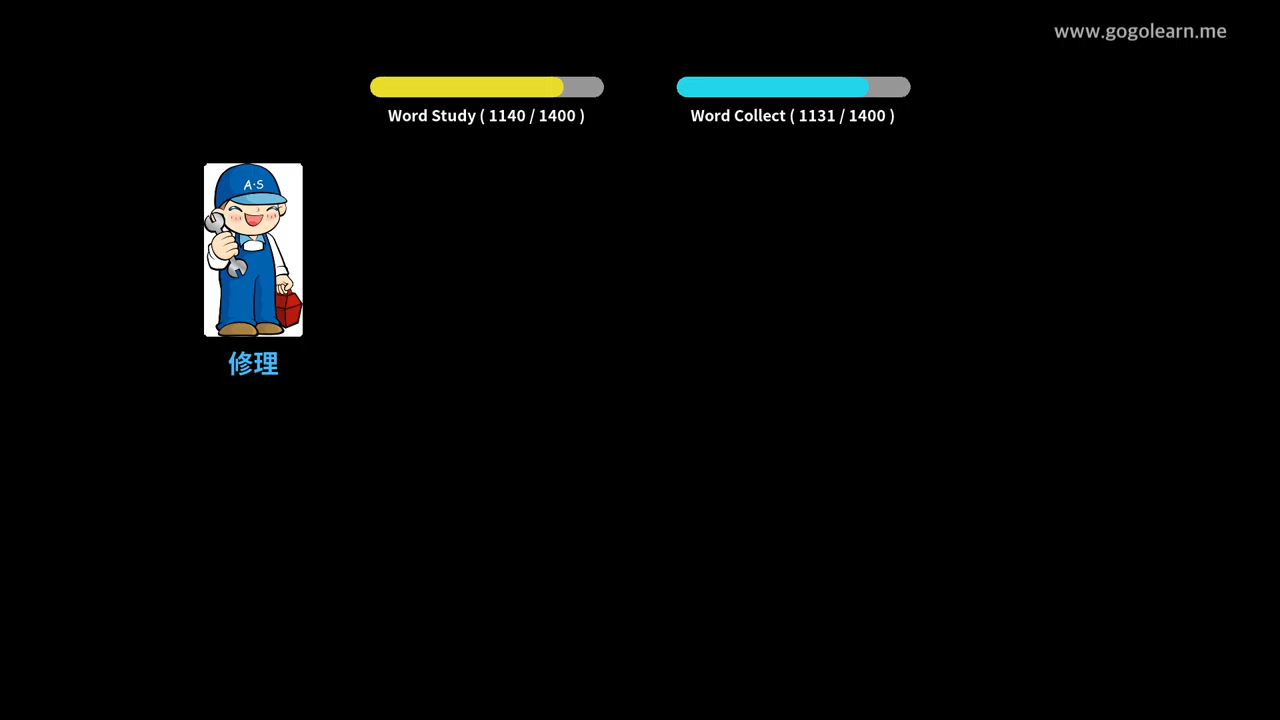 www.gogolearn.me
Word Study ( 1140 / 1400 )
Word Collect ( 1131 / 1400 )
A·S
修理